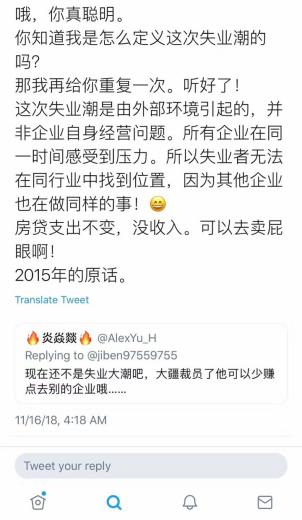 哦，你真聪明。
你知道我是怎么定义这次失业潮的
吗？
那我再给你重复一次。听好了！
这次失业潮是由外部环境引起的，并
非企业自身经营问题。所有企业在同
一时间感受到压力。所以失业者无法
在同行业中找到位置，因为其他企业
也在做同样的事！😄
房贷支出不变，没收入。可以去卖屁
眼啊！
2015年的原话。
Translate Tweet
🔥炎焱燚🔥 @AlexYu_H
Replying to @jiben97559755
现在还不是失业大潮吧，大疆裁员了他可以少赚
点去别的企业哦……
11/16/18, 4:18 AM
Tweet your reply